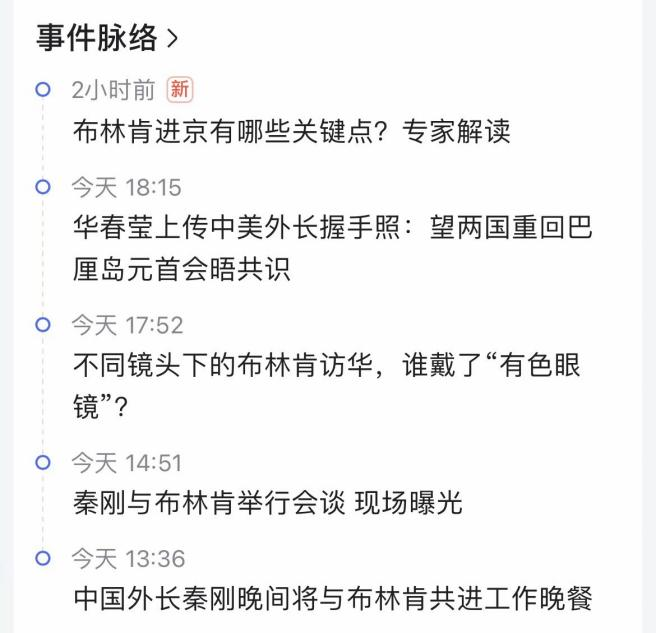 事件脉络 >
2小时前 新
布林肯进京有哪些关键点？专家解读
今天 18:15
华春莹上传中美外长握手照：望两国重回巴
厘岛元首会晤共识
今天 17:52
不同镜头下的布林肯访华，谁戴了“有色眼
镜”？
今天 14:51
秦刚与布林肯举行会谈 现场曝光
今天 13:36
中国外长秦刚晚间将与布林肯共进工作晚餐